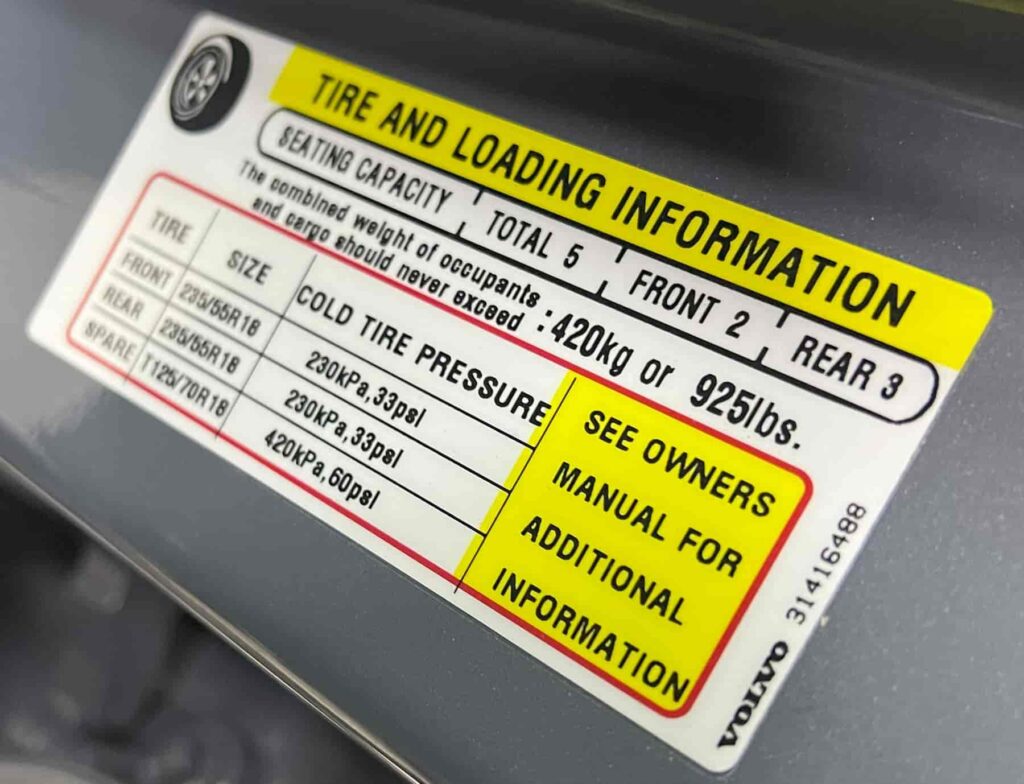 TIRE AND LOADING INFORMATION
SEATING CAPACITY TOTAL 5 FRONT 2 REAR 3
The combined weight of occupants
and cargo should never exceed : 420kg or 925lbs.
TIRE SIZE COLD TIRE PRESSURE
FRONT 235/55R18 230kPa,33psi
REAR 235/55R18 230kPa,33psi
SPARE T125/70R18 420kPa,60psi
SEE OWNERS
MANUAL FOR
ADDITIONAL
INFORMATION
VOLVO 31416488